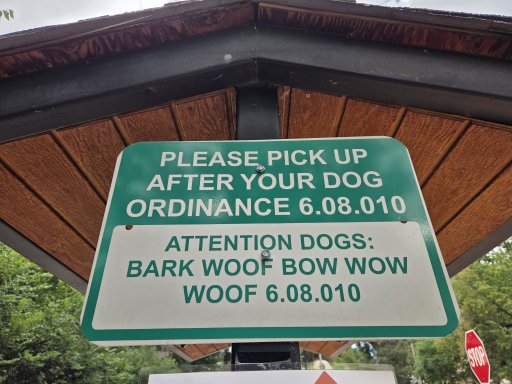 PLEASE PICK UP
AFTER YOUR DOG
ORDINANCE 6.08.010
ATTENTION DOGS:
BARK WOOF BOW WOW
WOOF 6.08.010
STOP